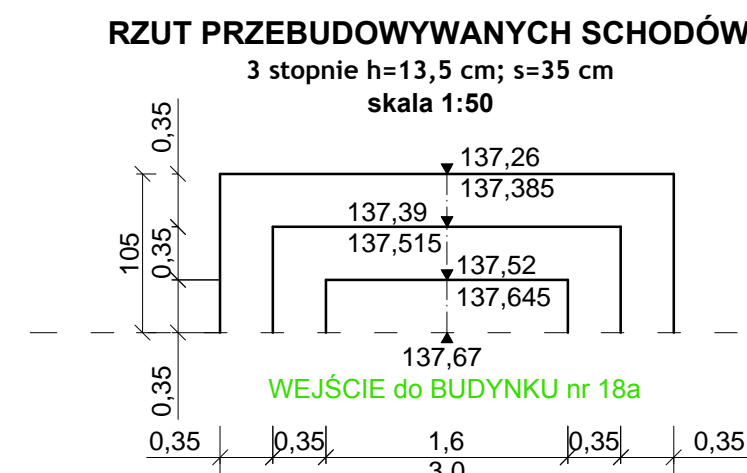 RZUT PRZEBUDOWYWANYCH SCHODÓW
3 stopnie h=13,5 cm; s=35 cm
skala 1:50
0,35
137,26
137,385
137,39
137,515
105
0,35
137,52
137,645
137,67
0,35
WEJŚCIE do BUDYNKU nr 18a
0,35 0,35 1,6 0,35 0,35
3,0